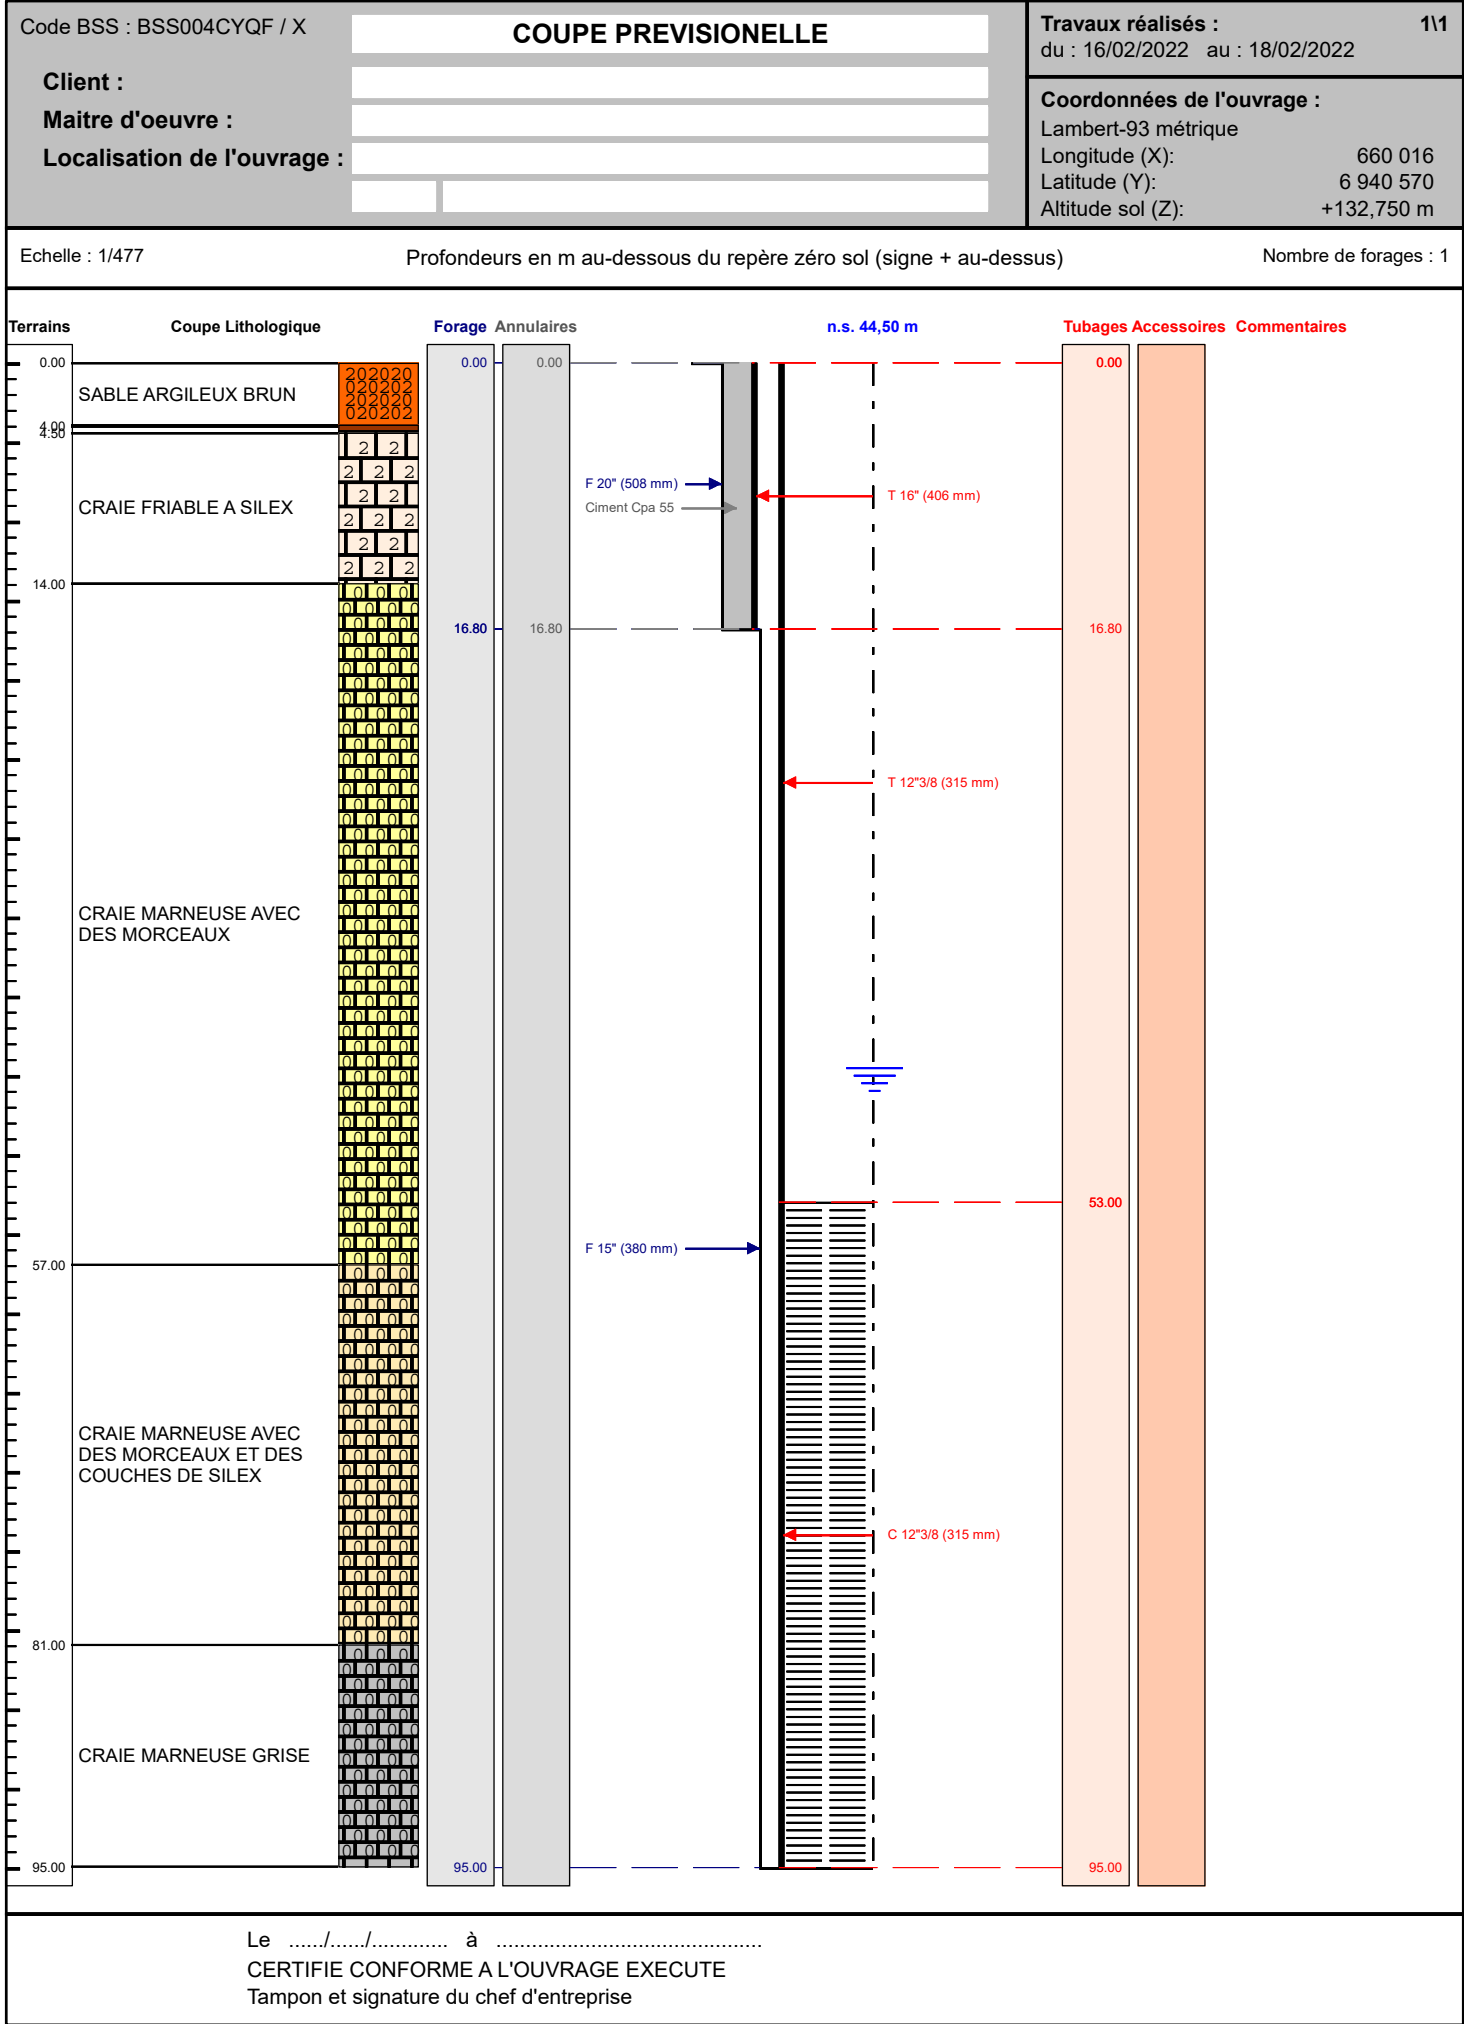 Code BSS : BSS004CYQF / X
COUPE PREVISIONELLE
Travaux réalisés : 1\1
du : 16/02/2022 au : 18/02/2022
Client :
Maitre d'oeuvre :
Localisation de l'ouvrage :
Coordonnées de l'ouvrage :
Lambert-93 métrique
Longitude (X): 660 016
Latitude (Y): 6 940 570
Altitude sol (Z): +132,750 m
Echelle : 1/477
Profondeurs en m au-dessous du repère zéro sol (signe + au-dessus)
Nombre de forages : 1
Terrains Coupe Lithologique Forage Annulaires n.s. 44,50 m Tubages Accessoires Commentaires
0.00 0.00 0.00 0.00
SABLE ARGILEUX BRUN
4.00
4.50
CRAIE FRIABLE A SILEX
F 20" (508 mm)
T 16" (406 mm)
Ciment Cpa 55
14.00
16.80 16.80 16.80
T 12"3/8 (315 mm)
CRAIE MARNEUSE AVEC
DES MORCEAUX
53.00
F 15" (380 mm)
57.00
CRAIE MARNEUSE AVEC
DES MORCEAUX ET DES
COUCHES DE SILEX
C 12"3/8 (315 mm)
81.00
CRAIE MARNEUSE GRISE
95.00 95.00 95.00
Le ....../....../............. à .............................................
CERTIFIE CONFORME A L'OUVRAGE EXECUTE
Tampon et signature du chef d'entreprise